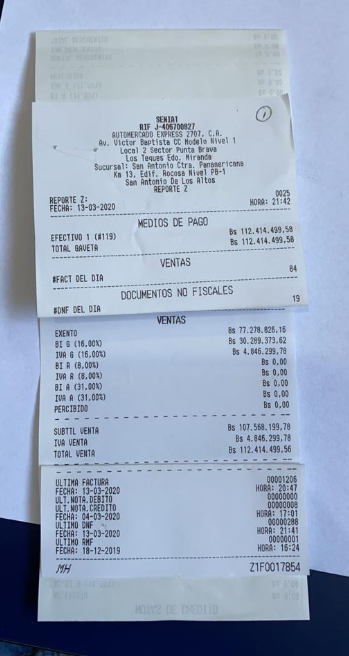 ①
SENIAT
RIF J-406700827
AUTOMERCADO EXPRESS 2707, C.A.
Av. Victor Baptista CC Modelo Nivel 1
Local 2 Sector Punta Brava
Los Teques Edo. Miranda
Sucursal: San Antonio Ctra. Panamericana
Km 13, Edif. Rocosa Nivel PB-1
San Antonio De Los Altos
REPORTE Z
REPORTE Z: 0025
FECHA: 13-03-2020 HORA: 21:42
MEDIOS DE PAGO
EFECTIVO 1 (#119) Bs 112.414.499,58
TOTAL GAVETA Bs 112.414.499,58
VENTAS
#FACT DEL DIA 64
DOCUMENTOS NO FISCALES
#DNF DEL DIA 19
VENTAS
EXENTO Bs 77.278.826,16
BI G (16,00%) Bs 30.289.373,62
IVA G (16,00%) Bs 4.846.299,78
BI R (8,00%) Bs 0,00
IVA R (8,00%) Bs 0,00
BI A (31,00%) Bs 0,00
IVA A (31,00%) Bs 0,00
PERCIBIDO Bs 0,00
SUBTTL VENTA Bs 107.568.199,78
IVA VENTA Bs 4.846.299,78
TOTAL VENTA Bs 112.414.499,56
ULTIMA FACTURA 00001206
FECHA: 13-03-2020 HORA: 20:47
ULT.NOTA.DEBITO 00000000
ULT.NOTA.CREDITO 00000008
FECHA: 04-03-2020 HORA: 17:01
ULTIMO DNF 00000288
FECHA: 13-03-2020 HORA: 21:41
ULTIMO RMF 00000001
FECHA: 18-12-2019 HORA: 16:24
MH Z1F0017854